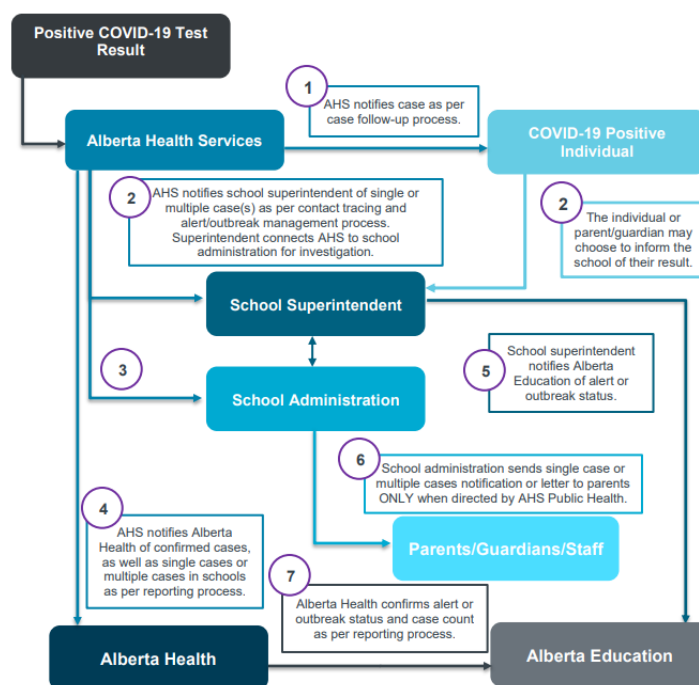 Positive COVID-19 Test
Result
1
AHS notifies case as per
case follow-up process.
Alberta Health Services
COVID-19 Positive
Individual
2
AHS notifies school superintendent of single or
multiple case(s) as per contact tracing and
alert/outbreak management process.
Superintendent connects AHS to school
administration for investigation.
2
The individual or
parent/guardian may
choose to inform the
school of their result.
School Superintendent
3
School Administration
5
School superintendent
notifies Alberta
Education of alert or
outbreak status.
6
School administration sends single case or
multiple cases notification or letter to parents
ONLY when directed by AHS Public Health.
4
AHS notifies Alberta
Health of confirmed cases,
as well as single cases or
multiple cases in schools
as per reporting process.
Parents/Guardians/Staff
7
Alberta Health confirms alert or
outbreak status and case count
as per reporting process.
Alberta Health
Alberta Education